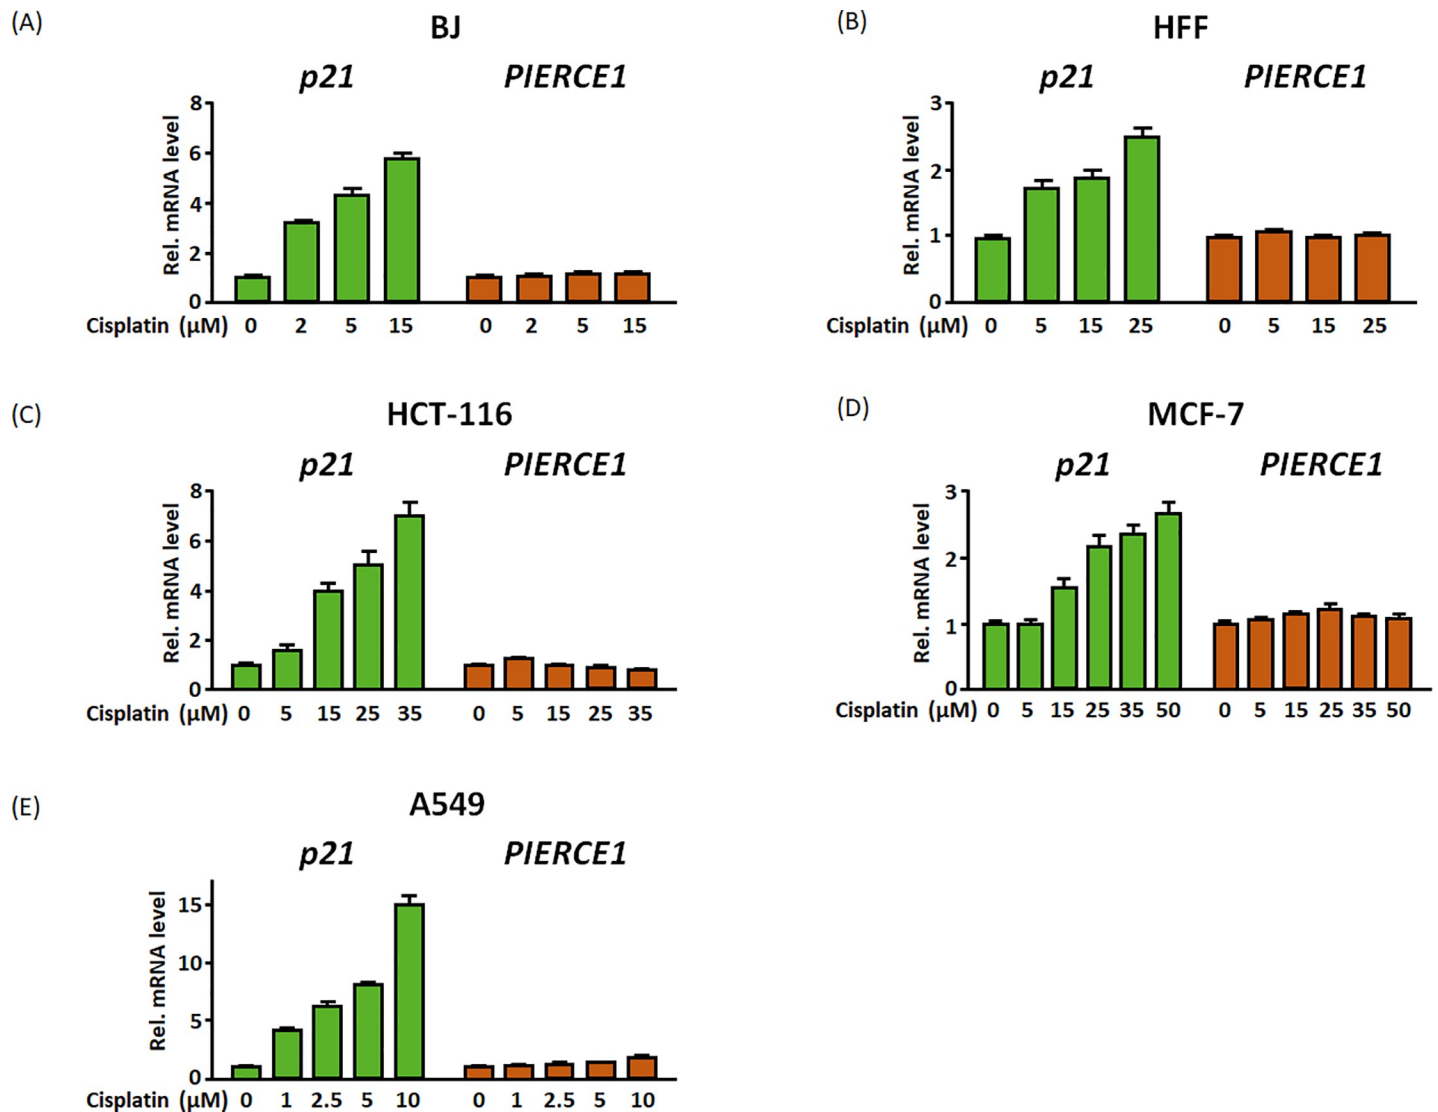 (A)
BJ
p21 PIERCE1
Rel. mRNA level
8
6
4
2
0
Cisplatin (μM) 0 2 5 15 0 2 5 15
(B)
HFF
p21 PIERCE1
Rel. mRNA level
3
2
1
0
Cisplatin (μM) 0 5 15 25 0 5 15 25
(C)
HCT-116
p21 PIERCE1
Rel. mRNA level
8
6
4
2
0
Cisplatin (μM) 0 5 15 25 35 0 5 15 25 35
(D)
MCF-7
p21 PIERCE1
Rel. mRNA level
3
2
1
0
Cisplatin (μM) 0 5 15 25 35 50 0 5 15 25 35 50
(E)
A549
p21 PIERCE1
Rel. mRNA level
15
10
5
0
Cisplatin (μM) 0 1 2.5 5 10 0 1 2.5 5 10